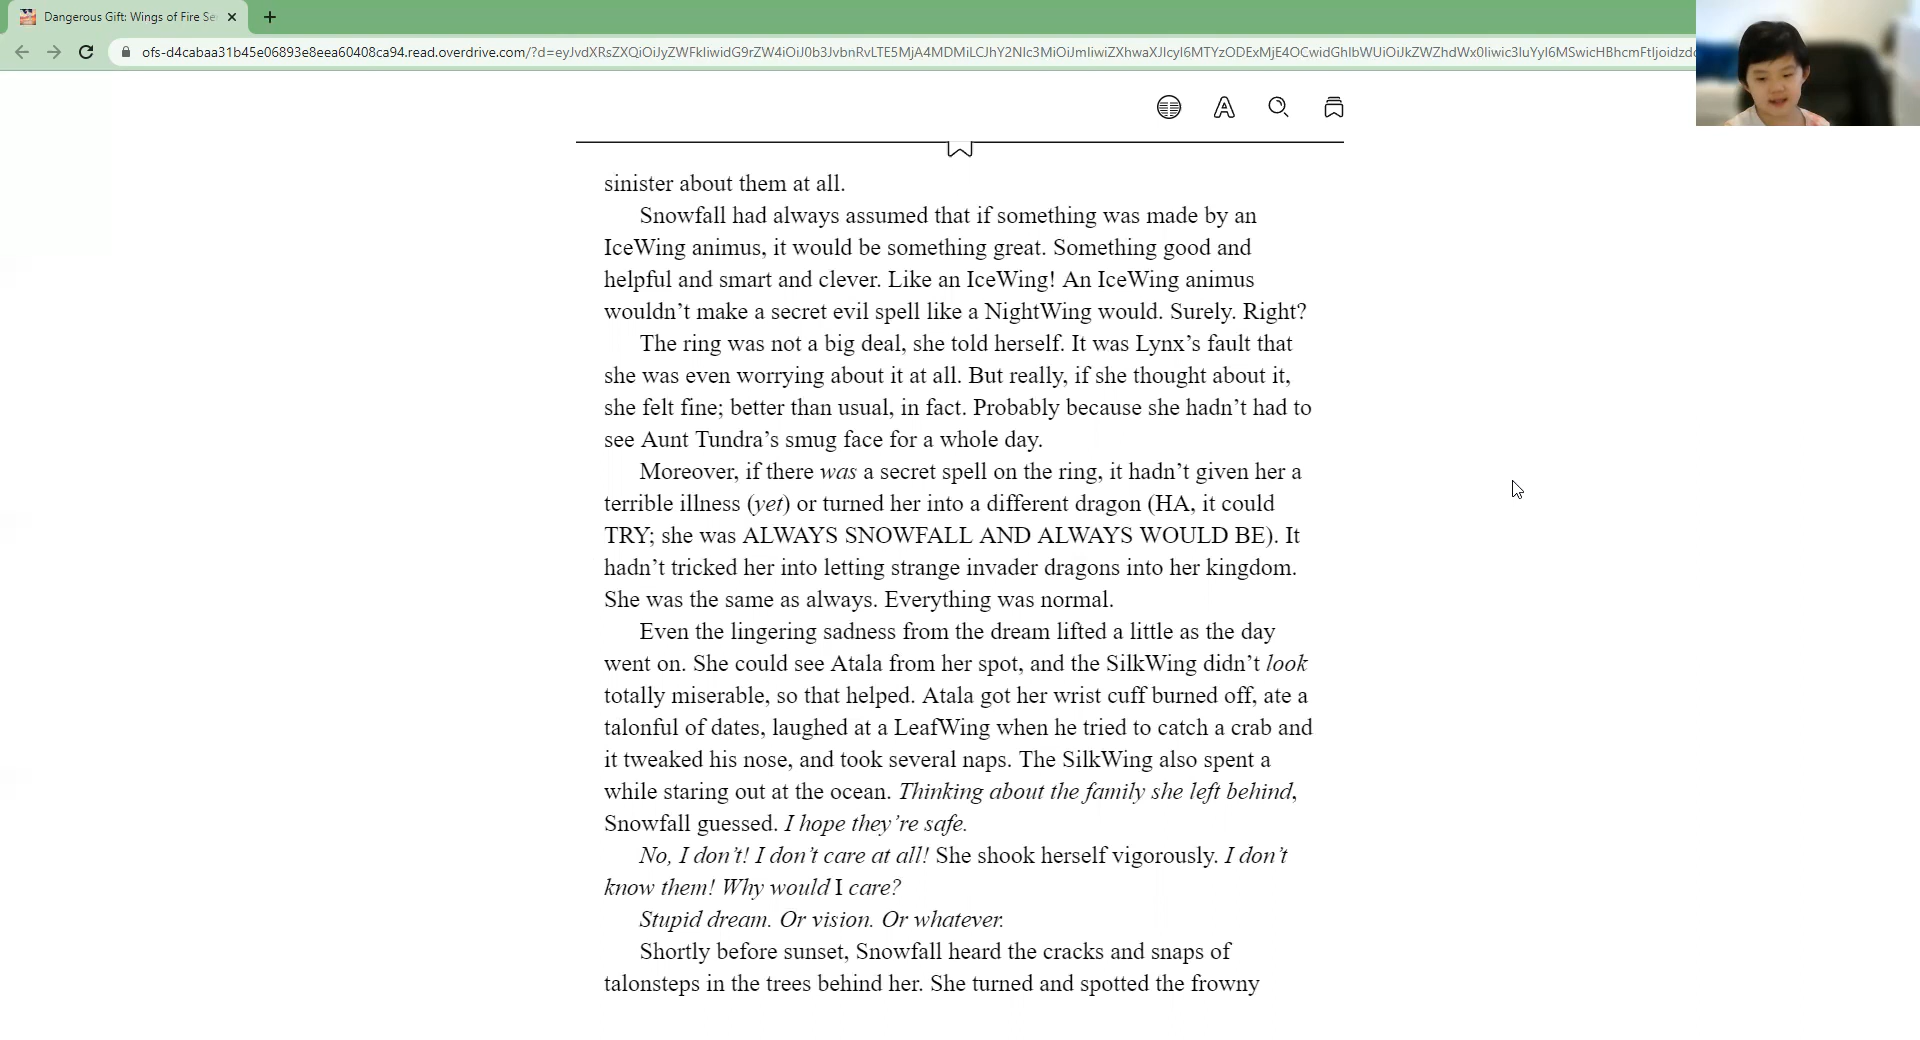 Dangerous Gift: Wings of Fire Se
ofs-d4cabaa31b45e06893e8eea60408ca94.read.overdrive.com/?d=
sinister about them at all.
Snowfall had always assumed that if something was made by an
IceWing animus, it would be something great. Something good and
helpful and smart and clever. Like an IceWing! An IceWing animus
wouldn’t make a secret evil spell like a NightWing would. Surely. Right?
The ring was not a big deal, she told herself. It was Lynx’s fault that
she was even worrying about it at all. But really, if she thought about it,
she felt fine; better than usual, in fact. Probably because she hadn’t had to
see Aunt Tundra’s smug face for a whole day.
Moreover, if there was a secret spell on the ring, it hadn’t given her a
terrible illness (yet) or turned her into a different dragon (HA, it could
TRY; she was ALWAYS SNOWFALL AND ALWAYS WOULD BE). It
hadn’t tricked her into letting strange invader dragons into her kingdom.
She was the same as always. Everything was normal.
Even the lingering sadness from the dream lifted a little as the day
went on. She could see Atala from her spot, and the SilkWing didn’t look
totally miserable, so that helped. Atala got her wrist cuff burned off, ate a
talonful of dates, laughed at a LeafWing when he tried to catch a crab and
it tweaked his nose, and took several naps. The SilkWing also spent a
while staring out at the ocean. Thinking about the family she left behind,
Snowfall guessed. I hope they’re safe.
No, I don’t! I don’t care at all! She shook herself vigorously. I don’t
know them! Why would I care?
Stupid dream. Or vision. Or whatever.
Shortly before sunset, Snowfall heard the cracks and snaps of
talonsteps in the trees behind her. She turned and spotted the frowny